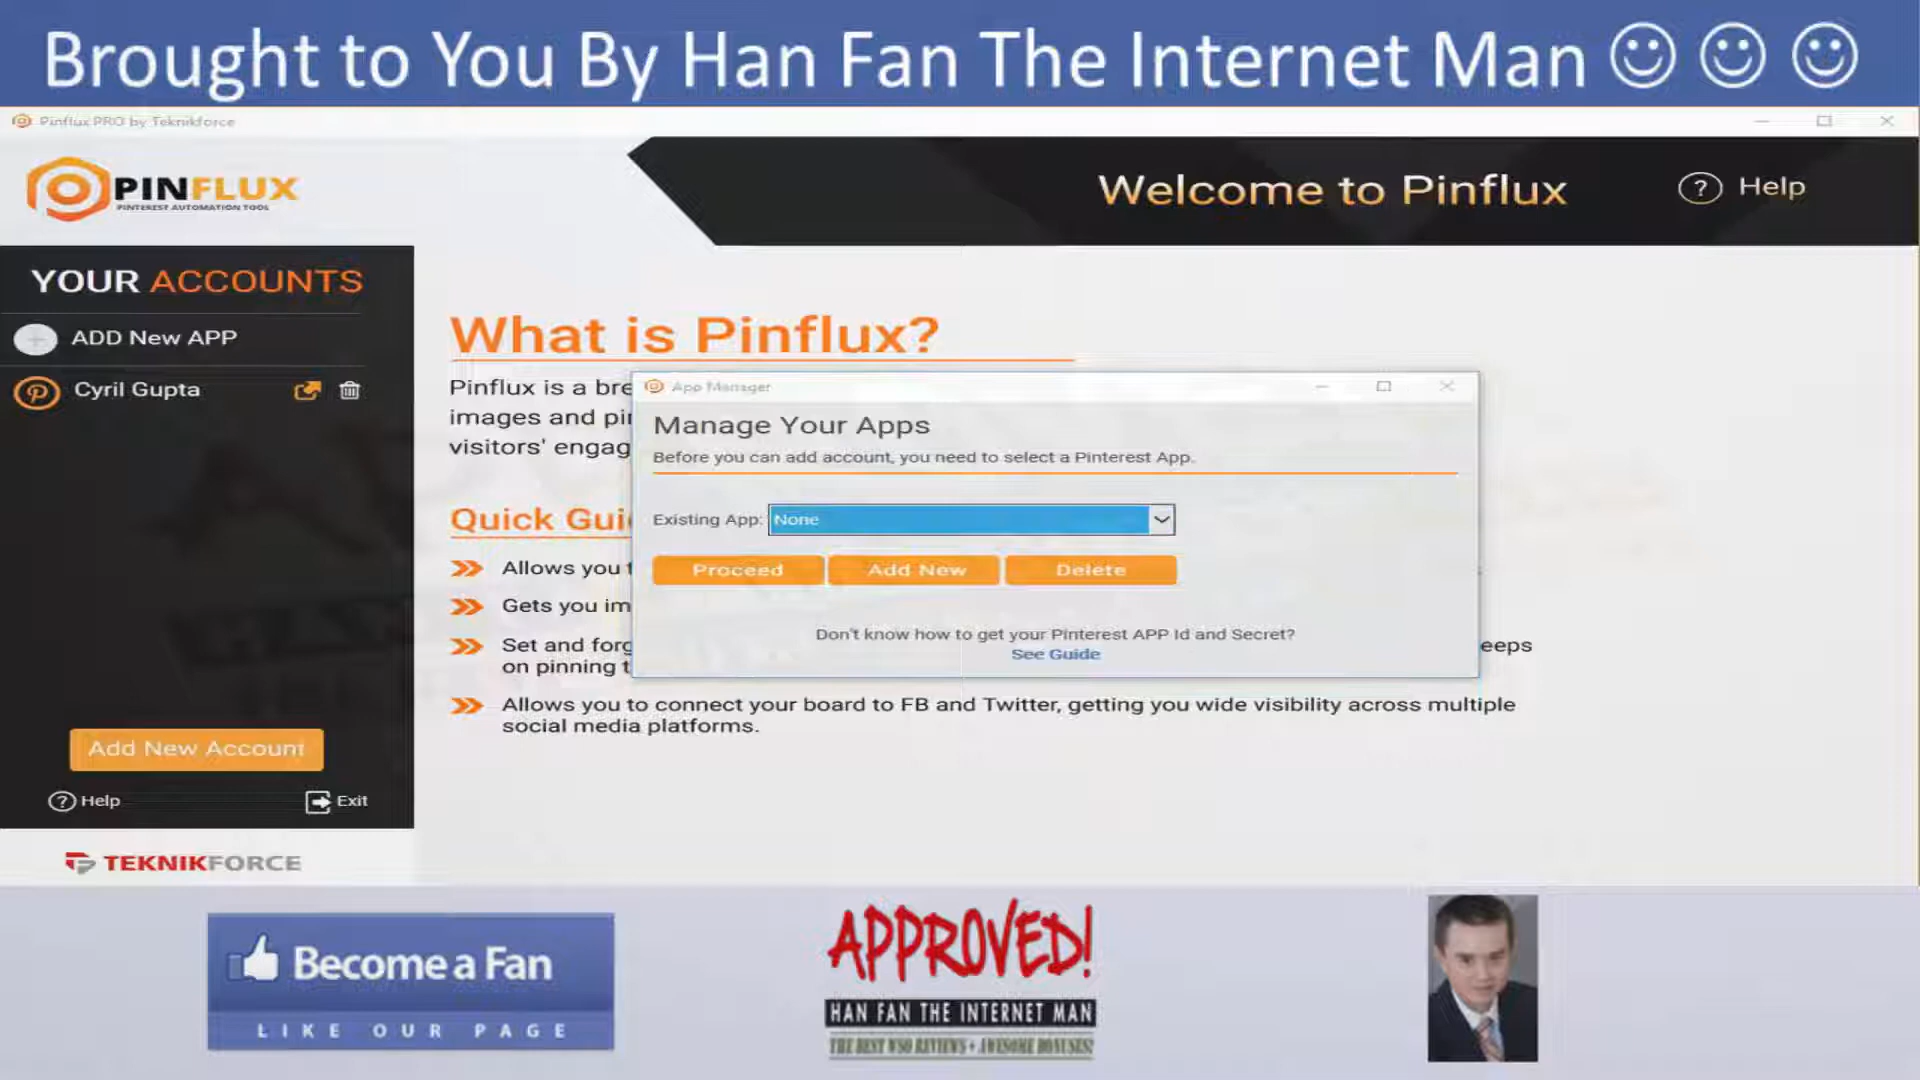 Brought to You By Han Fan The Internet Man
Pinflux PRO by Teknikforce
PINFLUX
PINTEREST AUTOMATION TOOL
Welcome to Pinflux
? Help
YOUR ACCOUNTS
ADD New APP
Cyril Gupta
What is Pinflux?
Pinflux is a bre
images and pi
visitors' engag
App Manager
Manage Your Apps
Before you can add account, you need to select a Pinterest App.
Existing App: None
Proceed Add New Delete
Don't know how to get your Pinterest APP Id and Secret?
See Guide
Quick Gui
Allows you t
Gets you im
Set and forg eeps
on pinning t
Allows you to connect your board to FB and Twitter, getting you wide visibility across multiple
social media platforms.
Add New Account
? Help Exit
TEKNIKFORCE
Become a Fan
LIKE OUR PAGE
APPROVED!
HAN FAN THE INTERNET MAN
THE BEST WSO REVIEWS + AWESOME BONUSES!